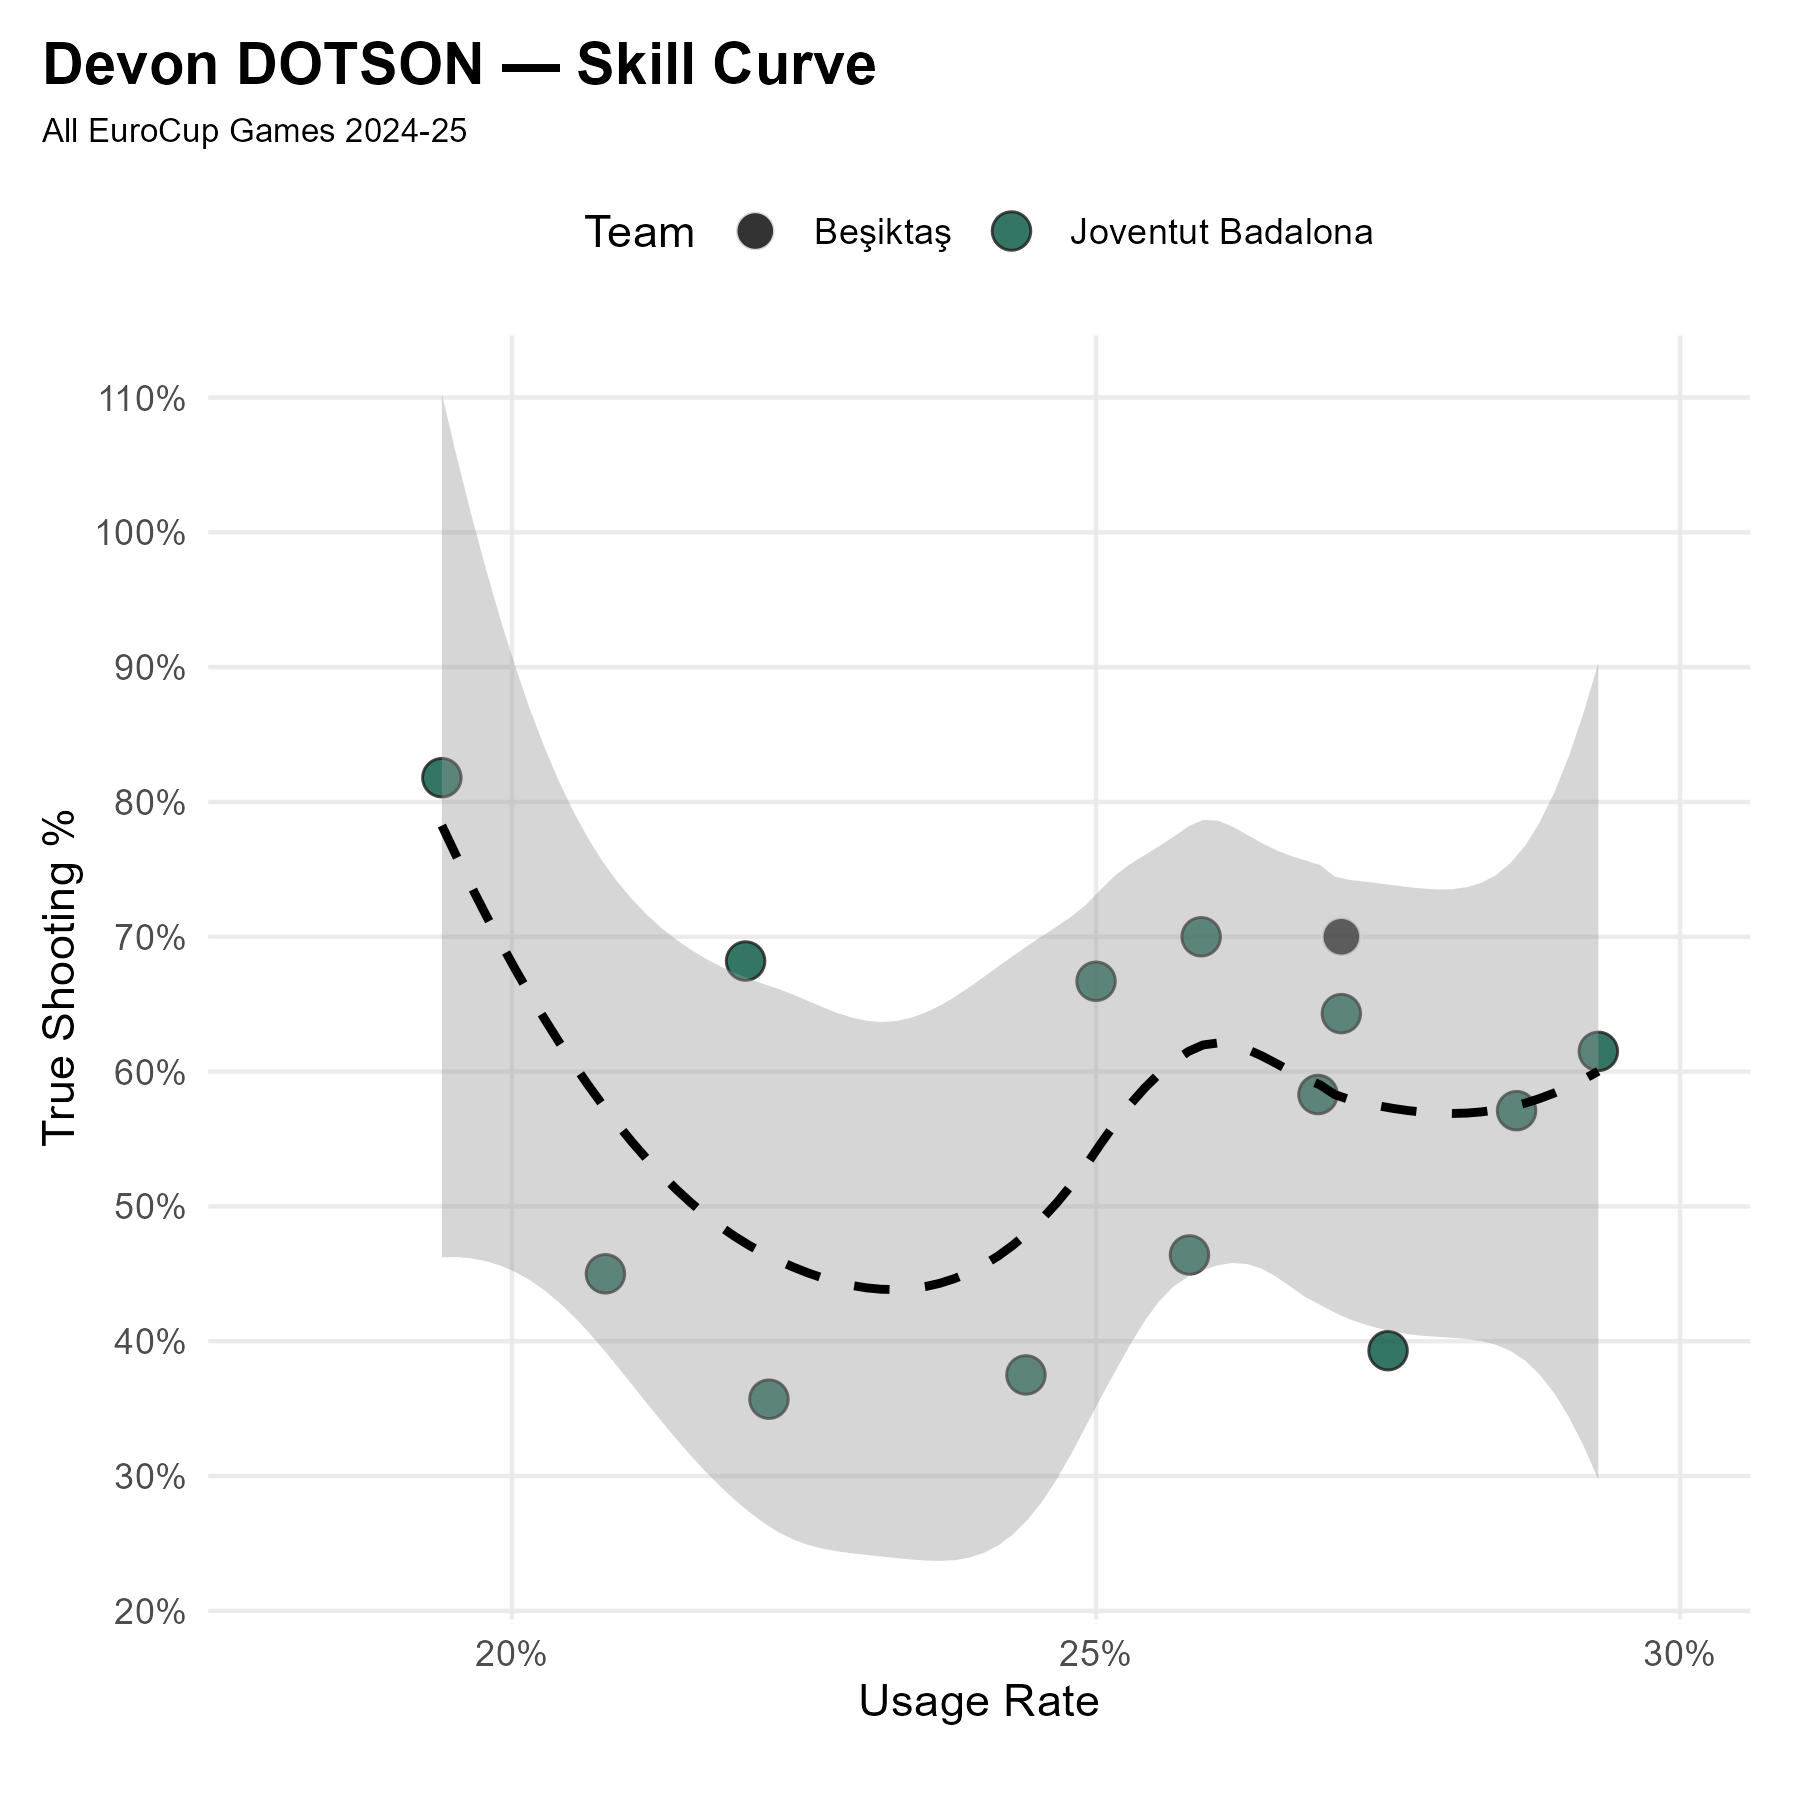 Devon DOTSON — Skill Curve
All EuroCup Games 2024-25
Team Beşiktaş Joventut Badalona
110%
100%
90%
80%
70%
60%
50%
40%
30%
20%
True Shooting %
20% 25% 30%
Usage Rate